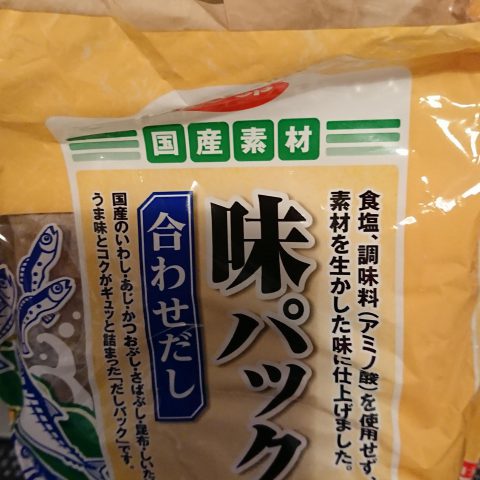 国産素材
食塩、調味料(アミノ酸)を使用せず、
素材を生かした味に仕上げました。
味パック
合わせだし
国産のいわし・あじ・かつおぶし・さばぶし・昆布・しいた
うま味とコクがギュッと詰まった「だしパック」です。